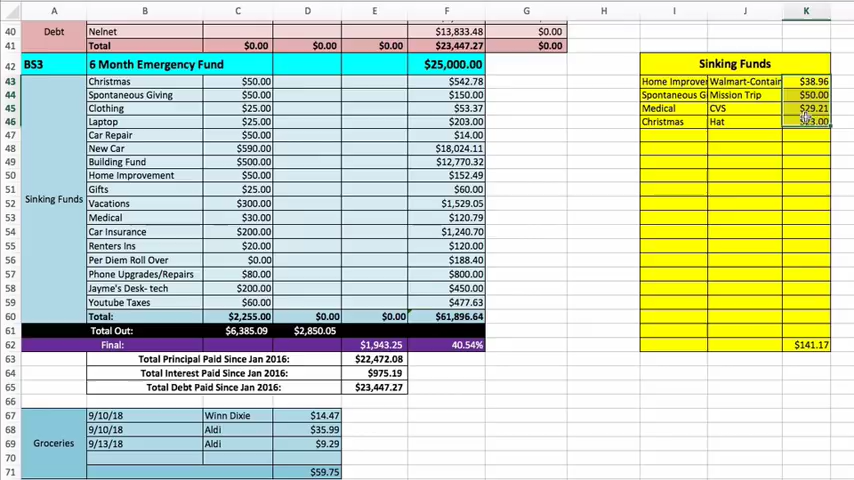 A B C D E F G H I J K
40 Debt Nelnet $13,833.48 $0.00
41 Total $0.00 $0.00 $0.00 $23,447.27 $0.00
42 BS3 6 Month Emergency Fund $25,000.00 Sinking Funds
43 Christmas $50.00 $542.78 Home Improver Walmart-Contain $38.96
44 Spontaneous Giving $50.00 $150.00 Spontaneous G Mission Trip $50.00
45 Clothing $25.00 $53.37 Medical CVS $29.21
46 Laptop $25.00 $203.00 Christmas Hat
47 Car Repair $50.00 $14.00
48 New Car $590.00 $18,024.11
49 Building Fund $500.00 $12,770.32
50 Home Improvement $50.00 $152.49
51 Gifts $25.00 $60.00
Sinking Funds
52 Vacations $300.00 $1,529.05
53 Medical $30.00 $120.79
54 Car Insurance $200.00 $1,240.70
55 Renters Ins $20.00 $120.00
56 Per Diem Roll Over $0.00 $188.40
57 Phone Upgrades/Repairs $80.00 $800.00
58 Jayme's Desk- tech $200.00 $450.00
59 Youtube Taxes $60.00 $477.63
60 Total: $2,255.00 $0.00 $0.00 $61,896.64
61 Total Out: $6,385.09 $2,850.05
62 Final: $1,943.25 40.54% $141.17
63 Total Principal Paid Since Jan 2016: $22,472.08
64 Total Interest Paid Since Jan 2016: $975.19
65 Total Debt Paid Since Jan 2016: $23,447.27
66
67 9/10/18 Winn Dixie $14.47
68 9/10/18 Aldi $35.99
69 Groceries 9/13/18 Aldi $9.29
70
71 $59.75